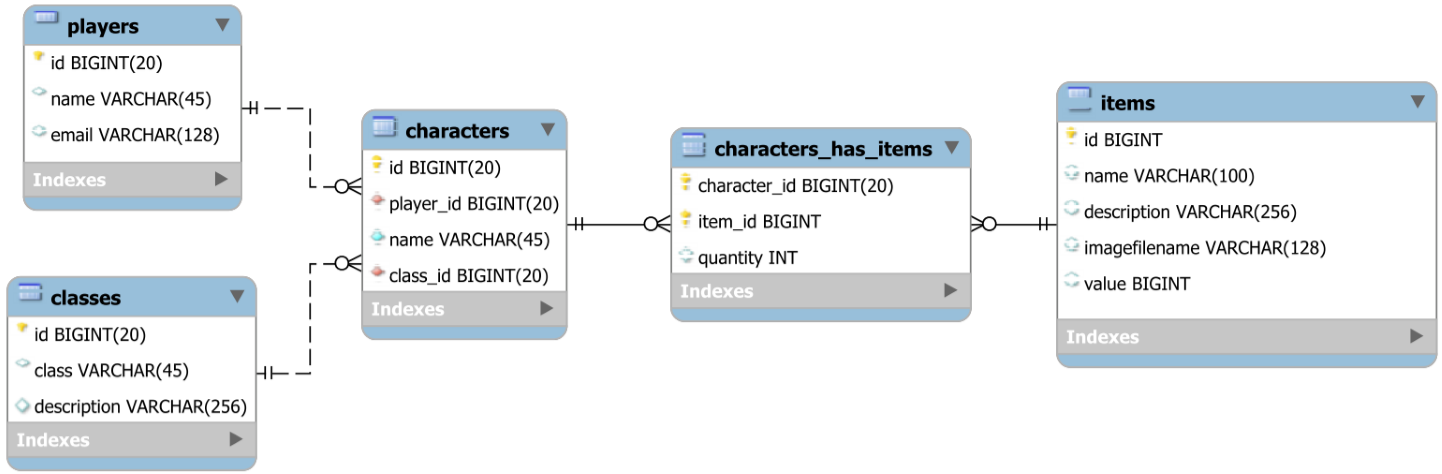 players
id BIGINT(20)
name VARCHAR(45)
email VARCHAR(128)
Indexes
classes
id BIGINT(20)
class VARCHAR(45)
description VARCHAR(256)
Indexes
characters
id BIGINT(20)
player_id BIGINT(20)
name VARCHAR(45)
class_id BIGINT(20)
Indexes
characters_has_items
character_id BIGINT(20)
item_id BIGINT
quantity INT
Indexes
items
id BIGINT
name VARCHAR(100)
description VARCHAR(256)
imagefilename VARCHAR(128)
value BIGINT
Indexes